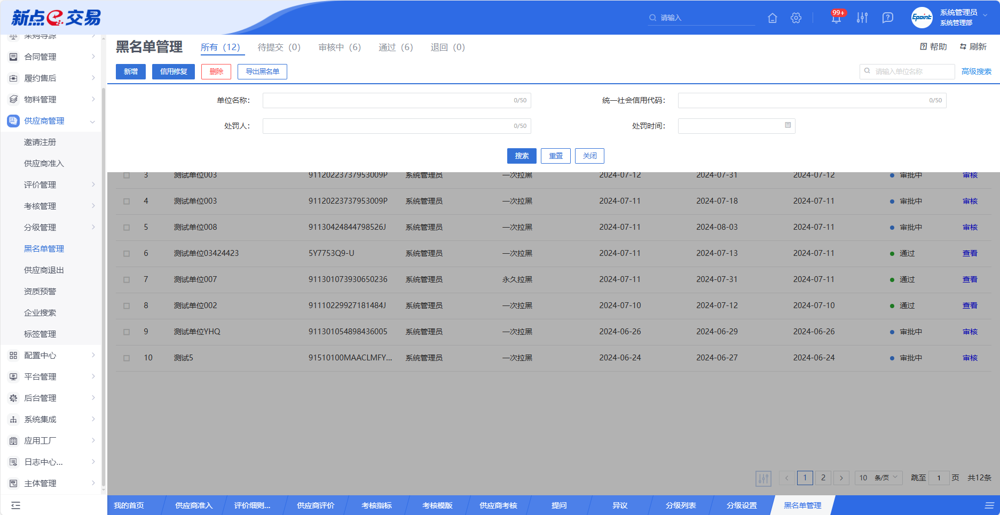 新点e交易
请输入
99+
Epoint
系统管理员
系统管理部
采购寻源
合同管理
履约售后
物料管理
供应商管理
邀请注册
供应商准入
评价管理
考核管理
分级管理
黑名单管理
供应商退出
资质预警
企业搜索
标签管理
配置中心
平台管理
后台管理
系统集成
应用工厂
日志中心...
主体管理
黑名单管理 所有（12） 待提交（0） 审核中（6） 通过（6） 退回（0） 帮助 刷新
新增 信用修复 删除 导出黑名单 请输入单位名称 高级搜索
单位名称： 0/50 统一社会信用代码： 0/50
处罚人： 0/50 处罚时间：
搜索 重置 关闭
3 测试单位003 91120223737953009P 系统管理员 一次拉黑 2024-07-12 2024-07-31 2024-07-12 审批中 审核
4 测试单位003 91120223737953009P 系统管理员 一次拉黑 2024-07-11 2024-07-18 2024-07-11 审批中 审核
5 测试单位008 91130424844798526J 系统管理员 一次拉黑 2024-07-11 2024-08-03 2024-07-11 审批中 审核
6 测试单位03424423 5Y7753Q9-U 系统管理员 一次拉黑 2024-07-11 2024-07-13 2024-07-11 通过 查看
7 测试单位007 911301073930650236 系统管理员 永久拉黑 2024-07-11 2024-07-31 2024-07-11 通过 查看
8 测试单位002 91110229927181484J 系统管理员 一次拉黑 2024-07-10 2024-07-12 2024-07-10 通过 查看
9 测试单位YHQ 911301054898436005 系统管理员 一次拉黑 2024-06-26 2024-06-29 2024-06-26 审批中 审核
10 测试5 91510100MAACLMFY... 系统管理员 一次拉黑 2024-06-24 2024-06-27 2024-06-24 审批中 审核
1 2 10 条/页 跳至 1 页 共12条
我的首页 供应商准入 评价细则... 供应商评价 考核指标 考核模版 供应商考核 提问 异议 分级列表 分级设置 黑名单管理